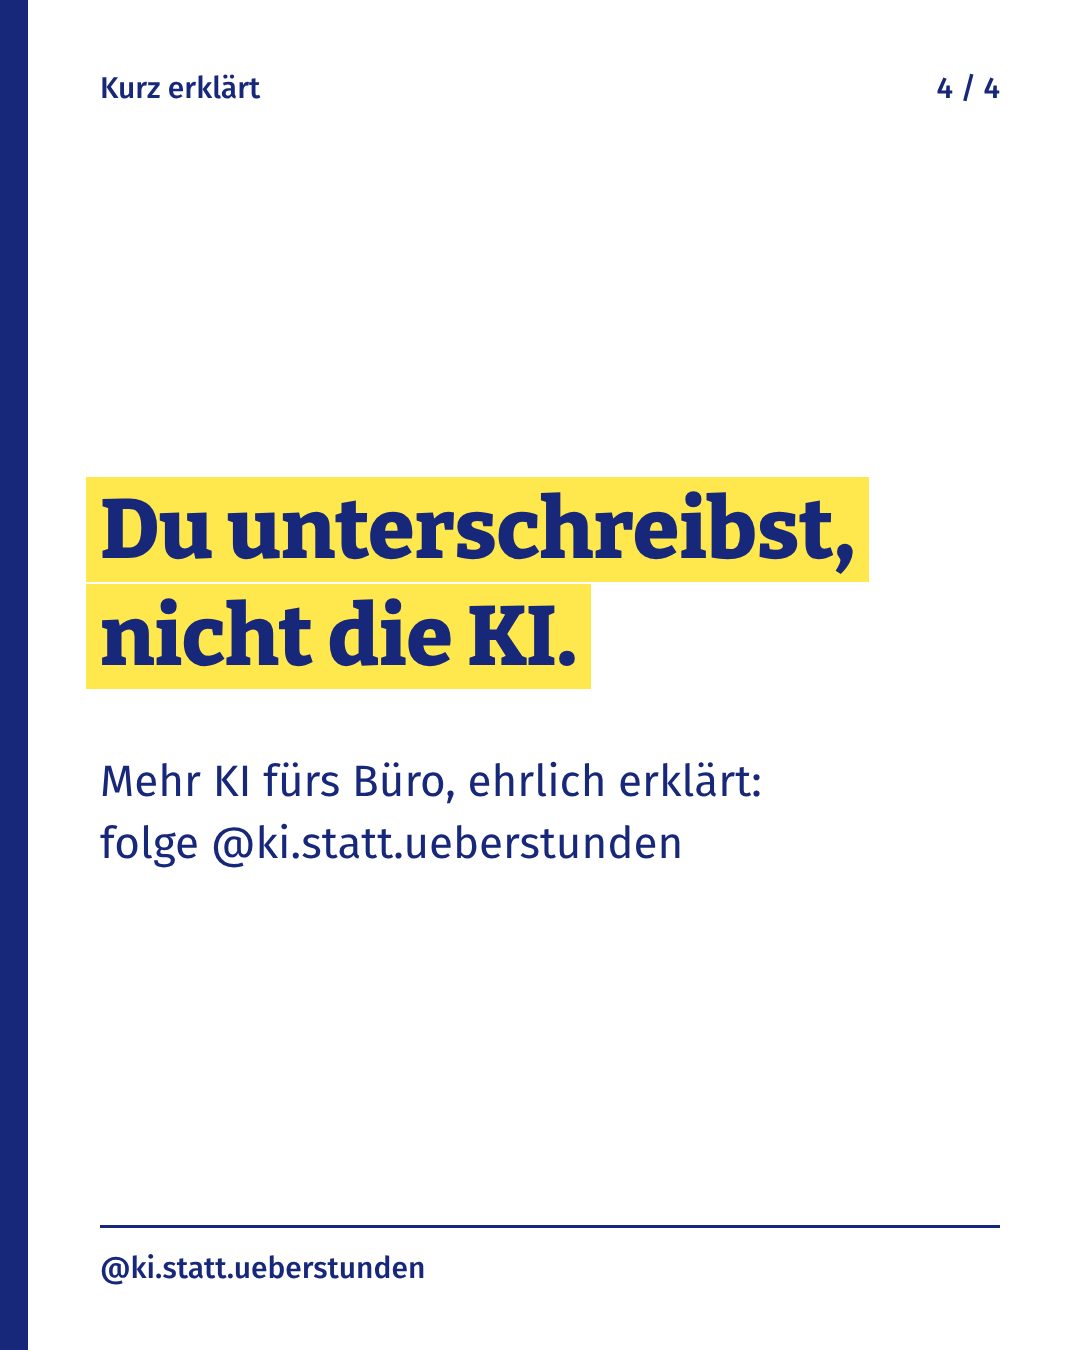 Kurz erklärt
4 / 4
Du unterschreibst,
nicht die KI.
Mehr KI fürs Büro, ehrlich erklärt:
folge @ki.statt.ueberstunden
@ki.statt.ueberstunden